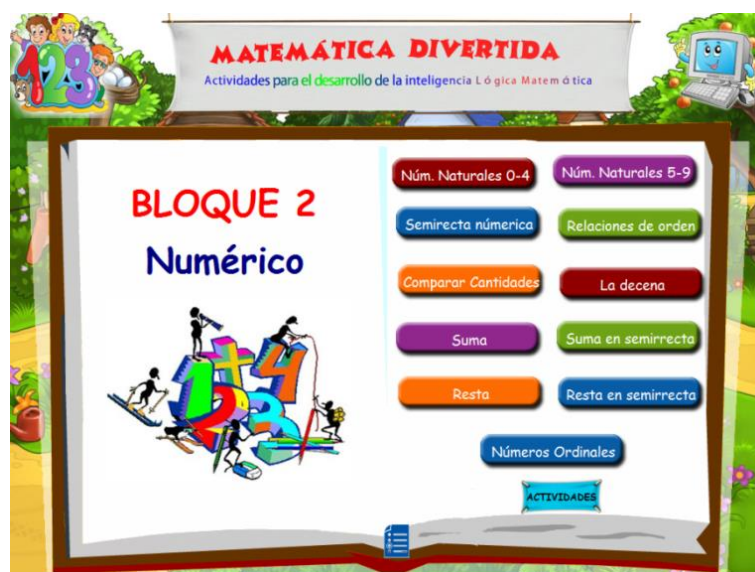 123
MATEMÁTICA DIVERTIDA
Actividades para el desarrollo de la inteligencia Lógica Matemática
BLOQUE 2
Numérico
Núm. Naturales 0-4
Núm. Naturales 5-9
Semirecta númerica
Relaciones de orden
Comparar Cantidades
La decena
Suma
Suma en semirrecta
Resta
Resta en semirrecta
Números Ordinales
ACTIVIDADES